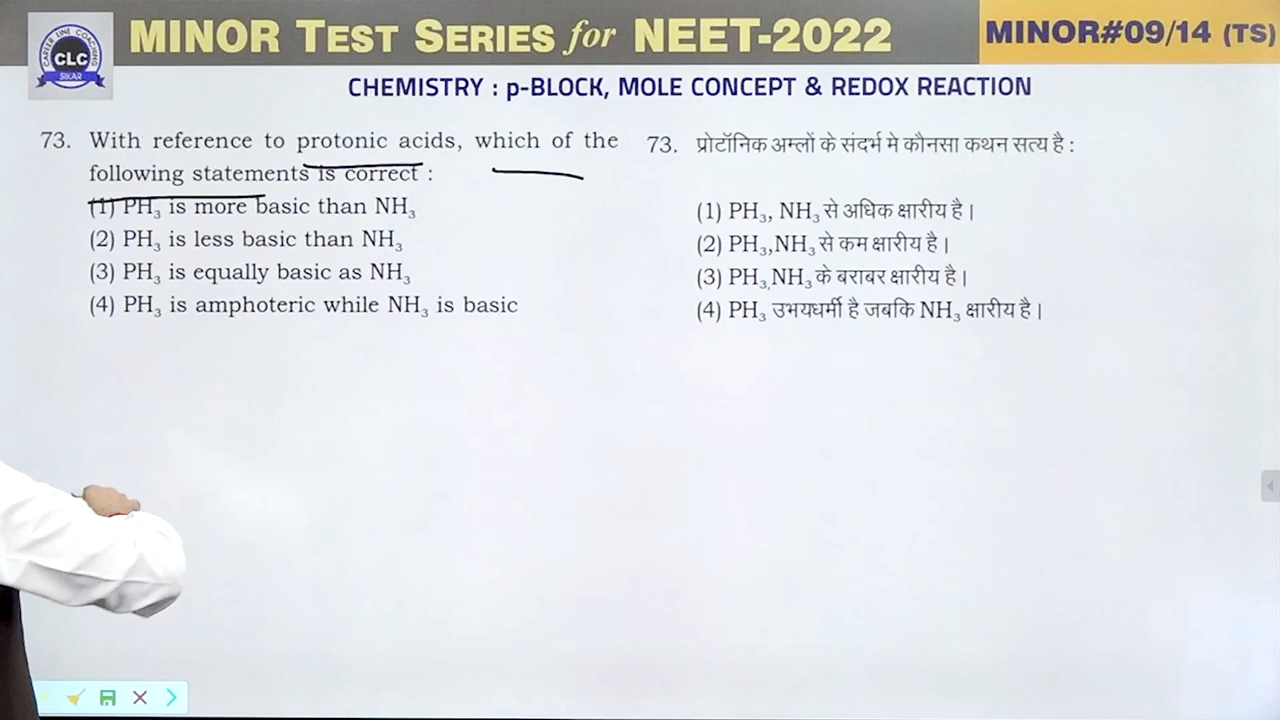 MINOR TEST SERIES for NEET-2022
MINOR#09/14 (TS)
CAREER LINE COACHING
CLC
SIKAR
CHEMISTRY : p-BLOCK, MOLE CONCEPT & REDOX REACTION
73. With reference to protonic acids, which of the
following statements is correct :
(1) PH₃ is more basic than NH₃
(2) PH₃ is less basic than NH₃
(3) PH₃ is equally basic as NH₃
(4) PH₃ is amphoteric while NH₃ is basic
73. प्रोटॉनिक अम्लों के संदर्भ मे कौनसा कथन सत्य है :
(1) PH₃, NH₃ से अधिक क्षारीय है।
(2) PH₃,NH₃ से कम क्षारीय है।
(3) PH₃,NH₃ के बराबर क्षारीय है।
(4) PH₃ उभयधर्मी है जबकि NH₃ क्षारीय है।